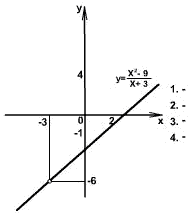 y
4
y=X²- 9
X+ 3
1. -
2. -
3. -
4. -
-3
0
2
x
-1
-6